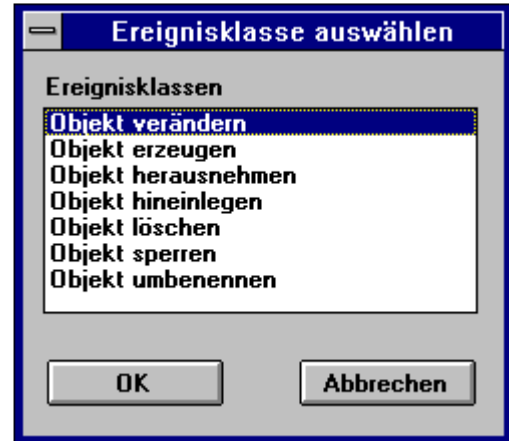 Ereignisklasse auswählen
Ereignisklassen
Objekt verändern
Objekt erzeugen
Objekt herausnehmen
Objekt hineinlegen
Objekt löschen
Objekt sperren
Objekt umbenennen
OK Abbrechen